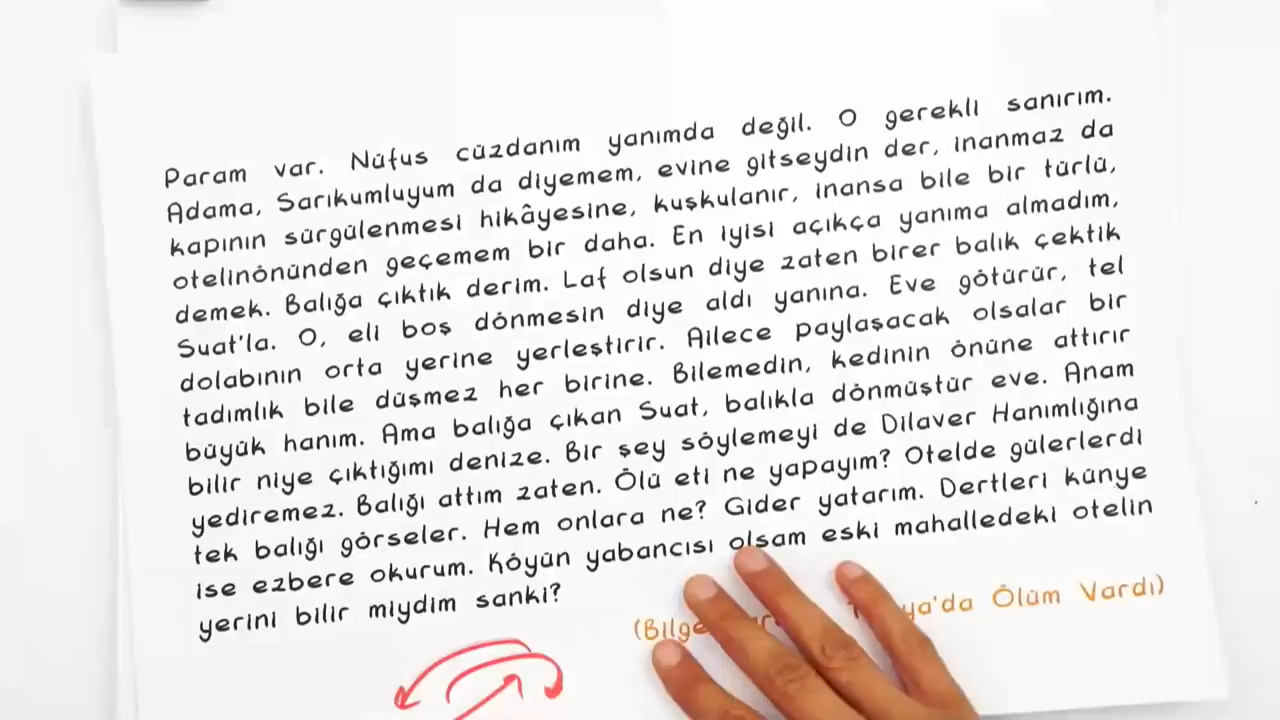 Param var. Nüfus cüzdanım yanımda değil. O gerekli sanırım.
Adama, Sarıkumluyum da diyemem, evine gitseydin der, inanmaz da
kapının sürgülenmesi hikâyesine, kuşkulanır, inansa bile bir türlü,
otelinönünden geçemem bir daha. En iyisi açıkça yanıma almadım,
demek. Balığa çıktık derim. Laf olsun diye zaten birer balık çektik
Suat'la. O, eli boş dönmesin diye aldı yanına. Eve götürür, tel
dolabının orta yerine yerleştirir. Ailece paylaşacak olsalar bir
tadımlık bile düşmez her birine. Bilemedin, kedinin önüne attırır
büyük hanım. Ama balığa çıkan Suat, balıkla dönmüştür eve. Anam
bilir niye çıktığımı denize. Bir şey söylemeyi de Dilaver Hanımlığına
yediremez. Balığı attım zaten. Ölü eti ne yapayım? Otelde gülerlerdi
tek balığı görseler. Hem onlara ne? Gider yatarım. Dertleri künye
ise ezbere okurum. Köyün yabancısı olsam eski mahalledeki otelin
yerini bilir miydim sanki?
(Bilge Ölüm Vardı)